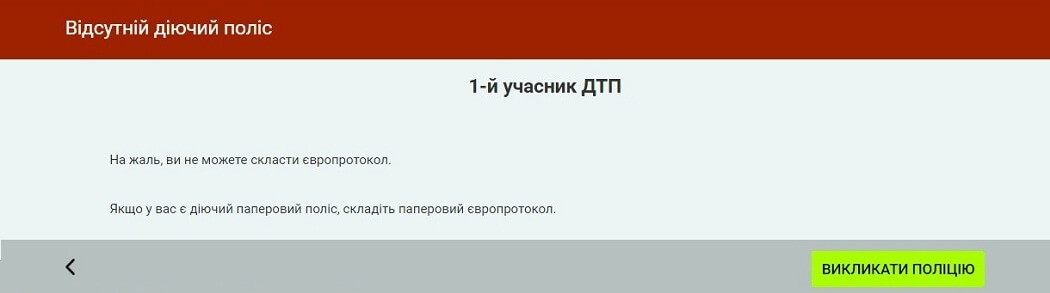 Відсутній діючий поліс
1-й учасник ДТП
На жаль, ви не можете скласти європротокол.
Якщо у вас є діючий паперовий поліс, складіть паперовий європротокол.
ВИКЛИКАТИ ПОЛІЦІЮ